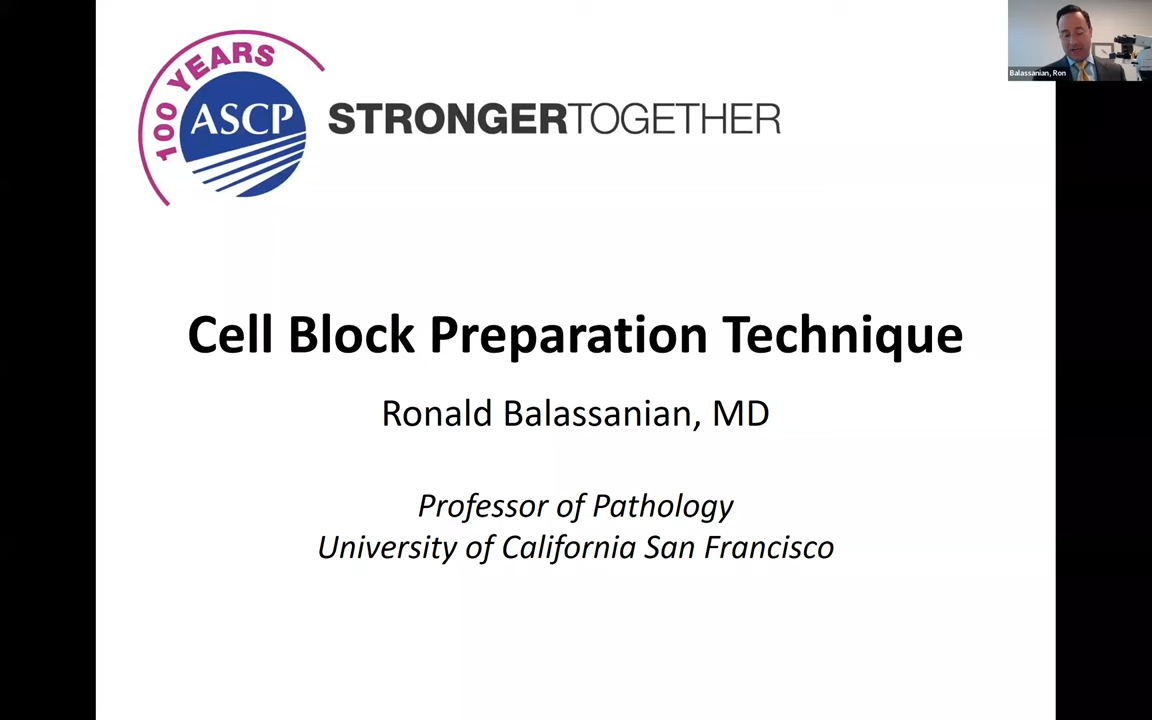 100 YEARS
ASCP
STRONGERTOGETHER
Balassanian, Ron
Cell Block Preparation Technique
Ronald Balassanian, MD
Professor of Pathology
University of California San Francisco